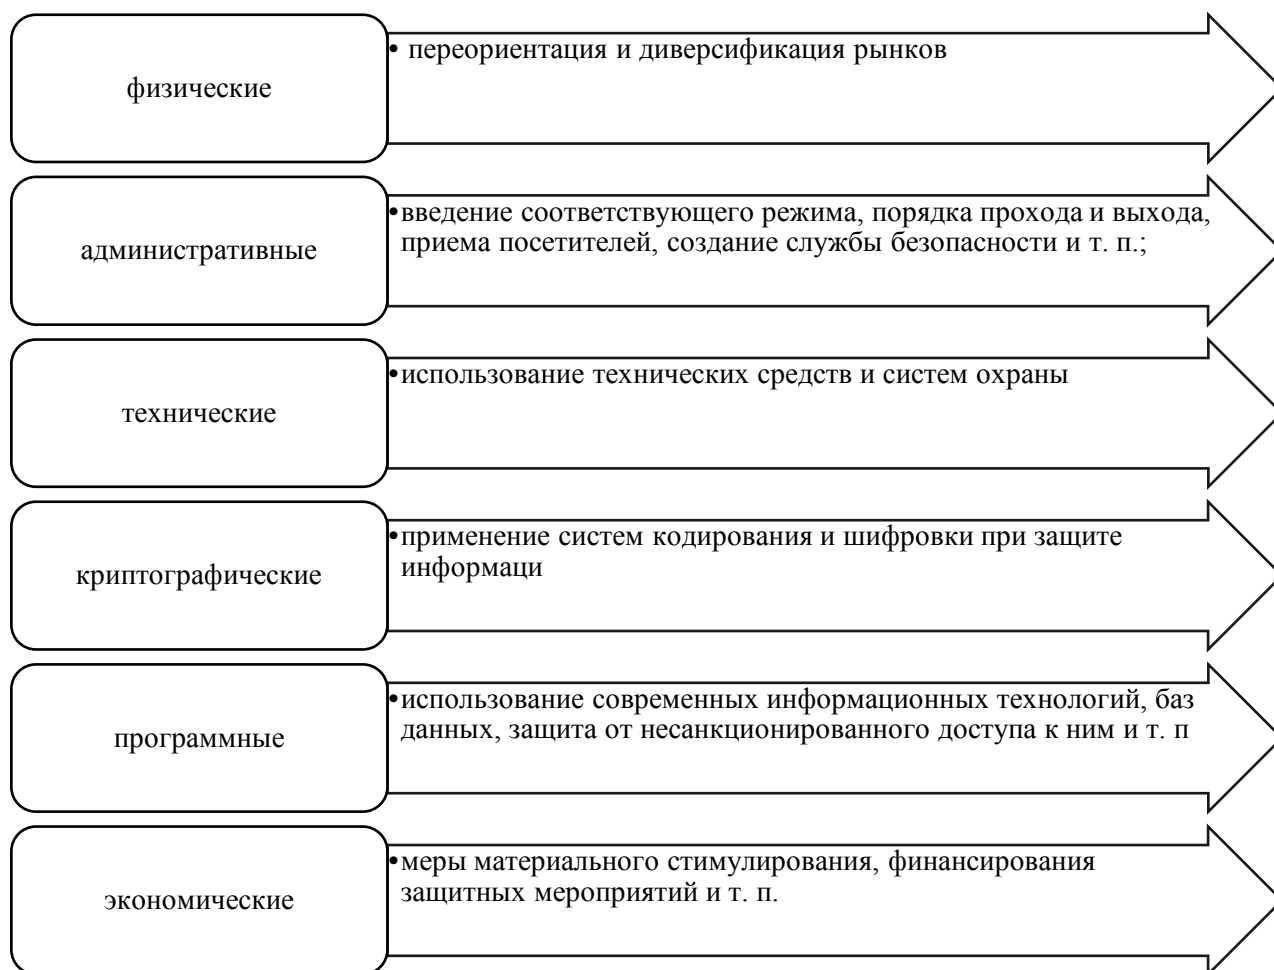 физические
• переориентация и диверсификация рынков
административные
•введение соответствующего режима, порядка прохода и выхода,
приема посетителей, создание службы безопасности и т. п.;
технические
•использование технических средств и систем охраны
криптографические
•применение систем кодирования и шифровки при защите
информаци
программные
•использование современных информационных технологий, баз
данных, защита от несанкционированного доступа к ним и т. п
экономические
•меры материального стимулирования, финансирования
защитных мероприятий и т. п.